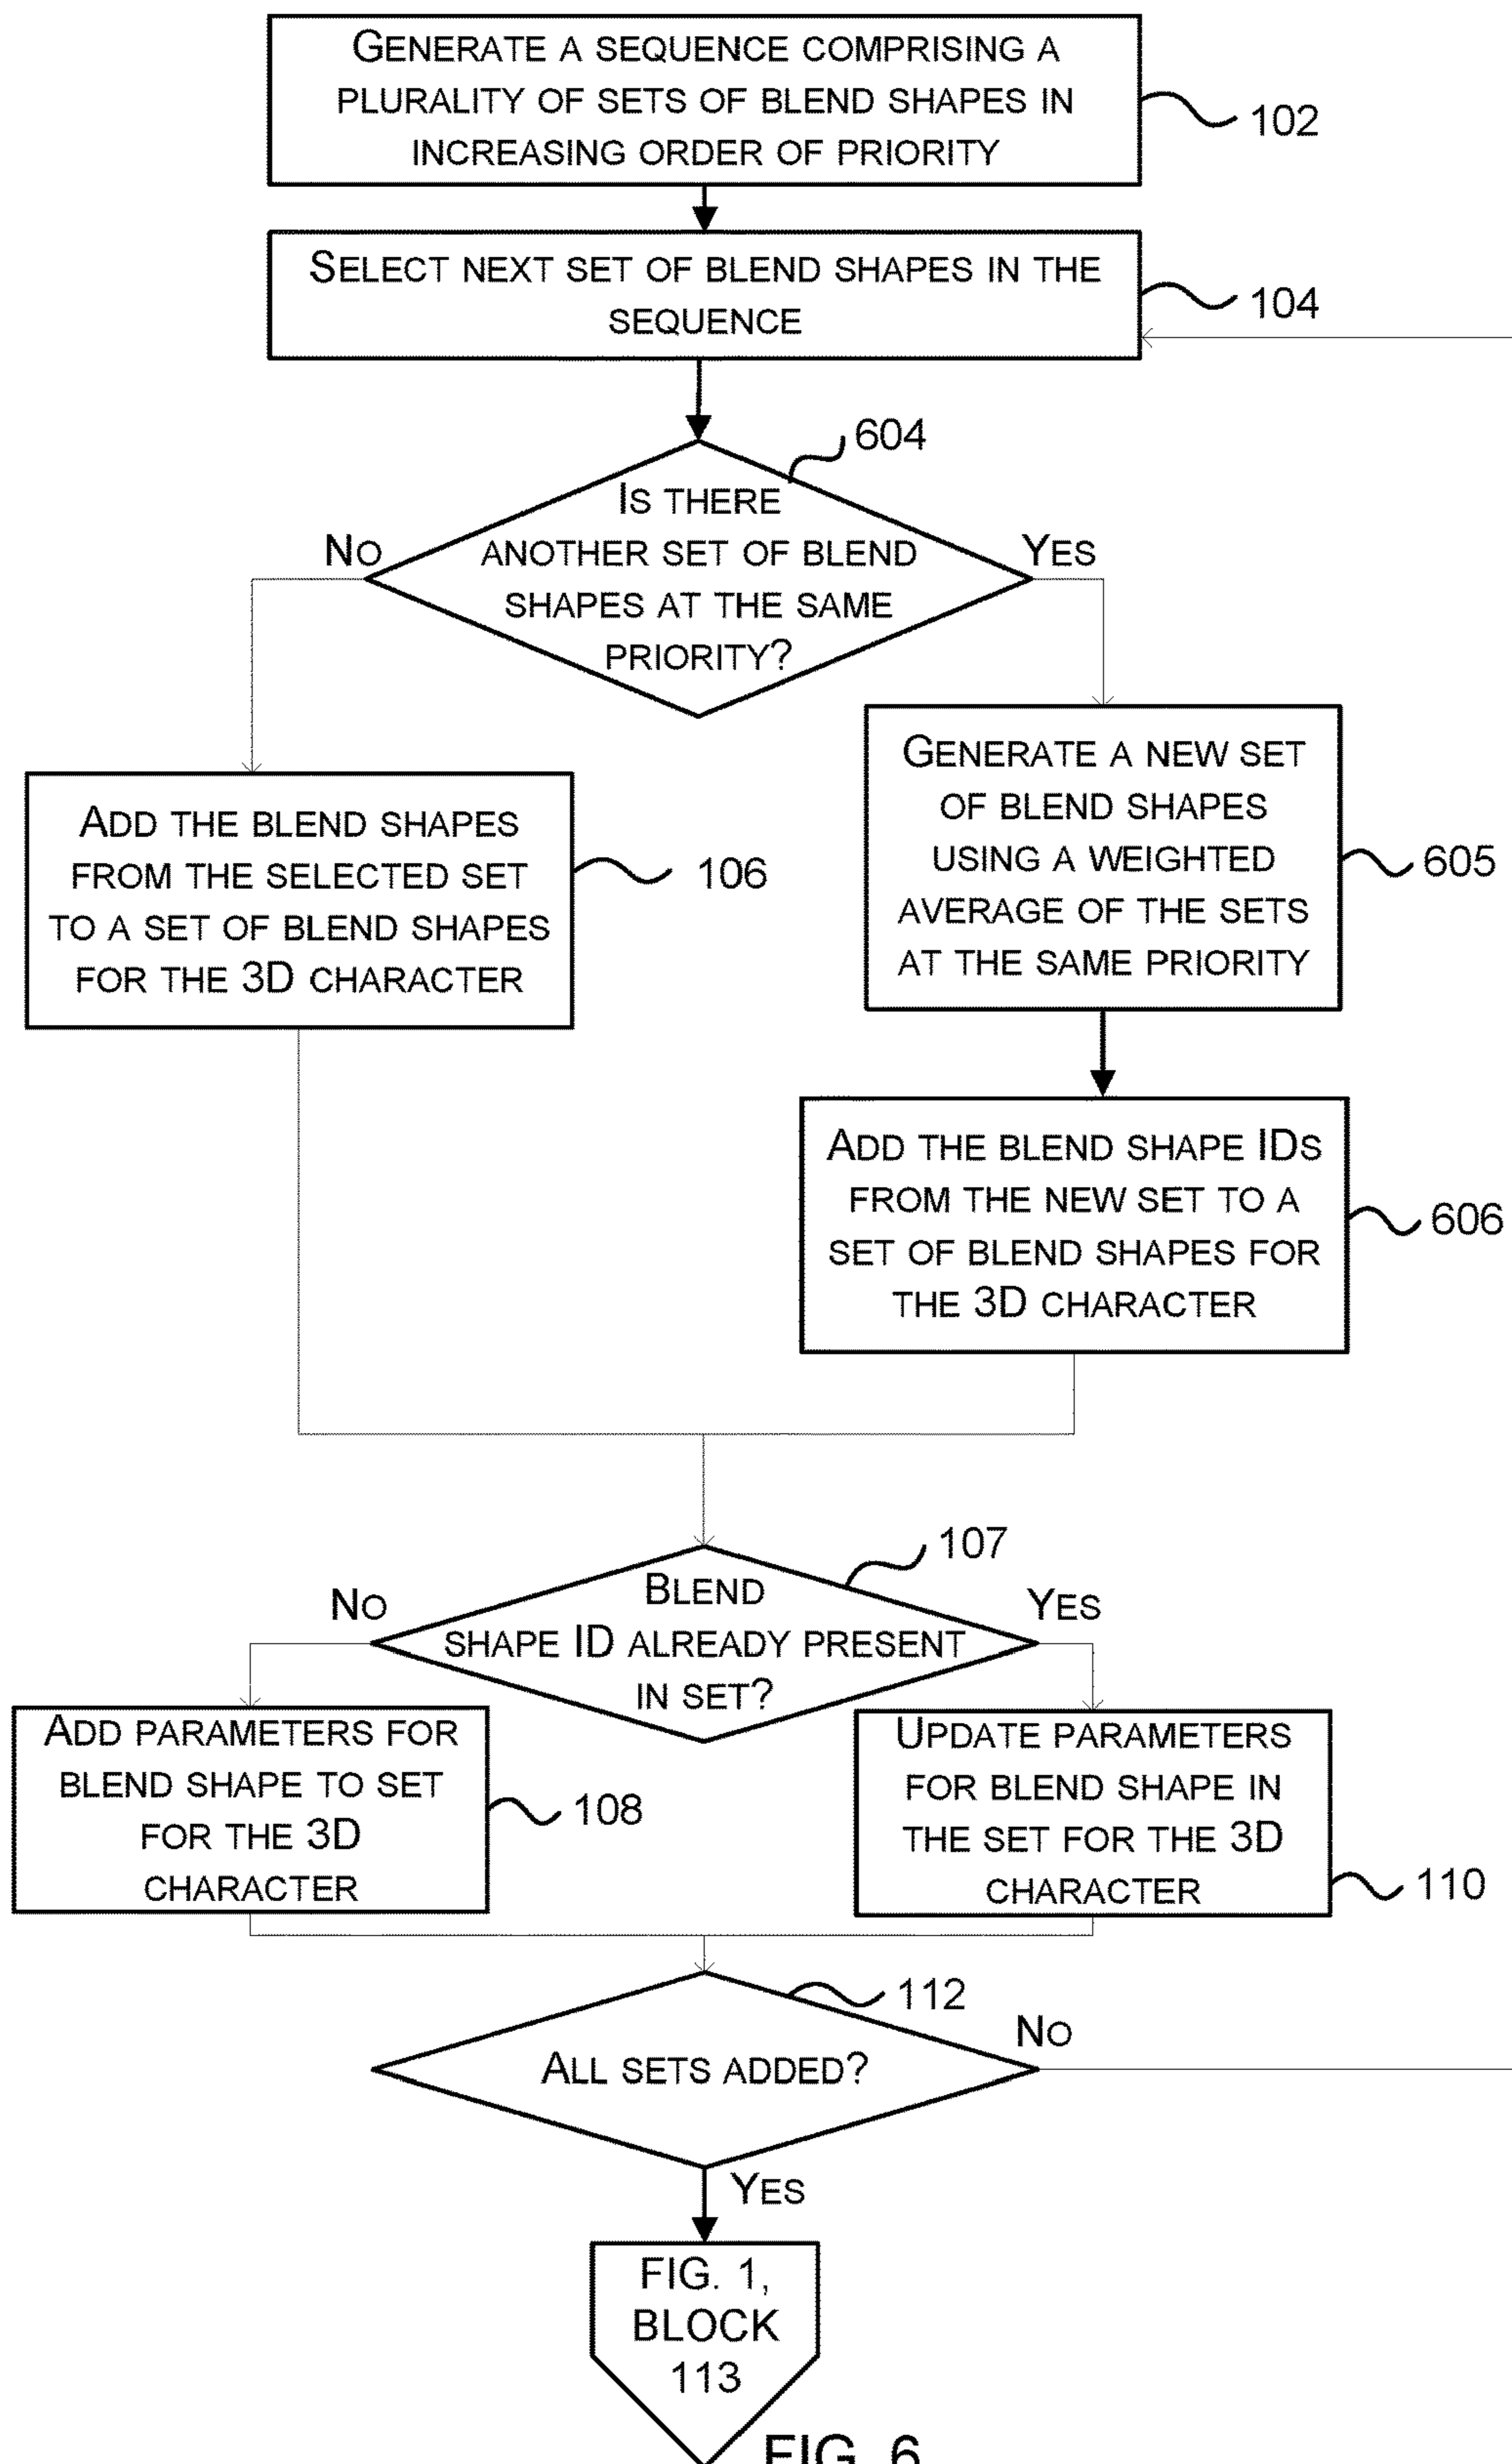 GENERATE A SEQUENCE COMPRISING A
PLURALITY OF SETS OF BLEND SHAPES IN
INCREASING ORDER OF PRIORITY
102
SELECT NEXT SET OF BLEND SHAPES IN THE
SEQUENCE
104
604
IS THERE
ANOTHER SET OF BLEND
SHAPES AT THE SAME
PRIORITY?
NO
YES
ADD THE BLEND SHAPES
FROM THE SELECTED SET
TO A SET OF BLEND SHAPES
FOR THE 3D CHARACTER
106
GENERATE A NEW SET
OF BLEND SHAPES
USING A WEIGHTED
AVERAGE OF THE SETS
AT THE SAME PRIORITY
605
ADD THE BLEND SHAPE IDS
FROM THE NEW SET TO A
SET OF BLEND SHAPES FOR
THE 3D CHARACTER
606
107
BLEND
SHAPE ID ALREADY PRESENT
IN SET?
NO
YES
ADD PARAMETERS FOR
BLEND SHAPE TO SET
FOR THE 3D
CHARACTER
108
UPDATE PARAMETERS
FOR BLEND SHAPE IN
THE SET FOR THE 3D
CHARACTER
110
112
ALL SETS ADDED?
NO
YES
FIG. 1,
BLOCK
113
FIG. 6